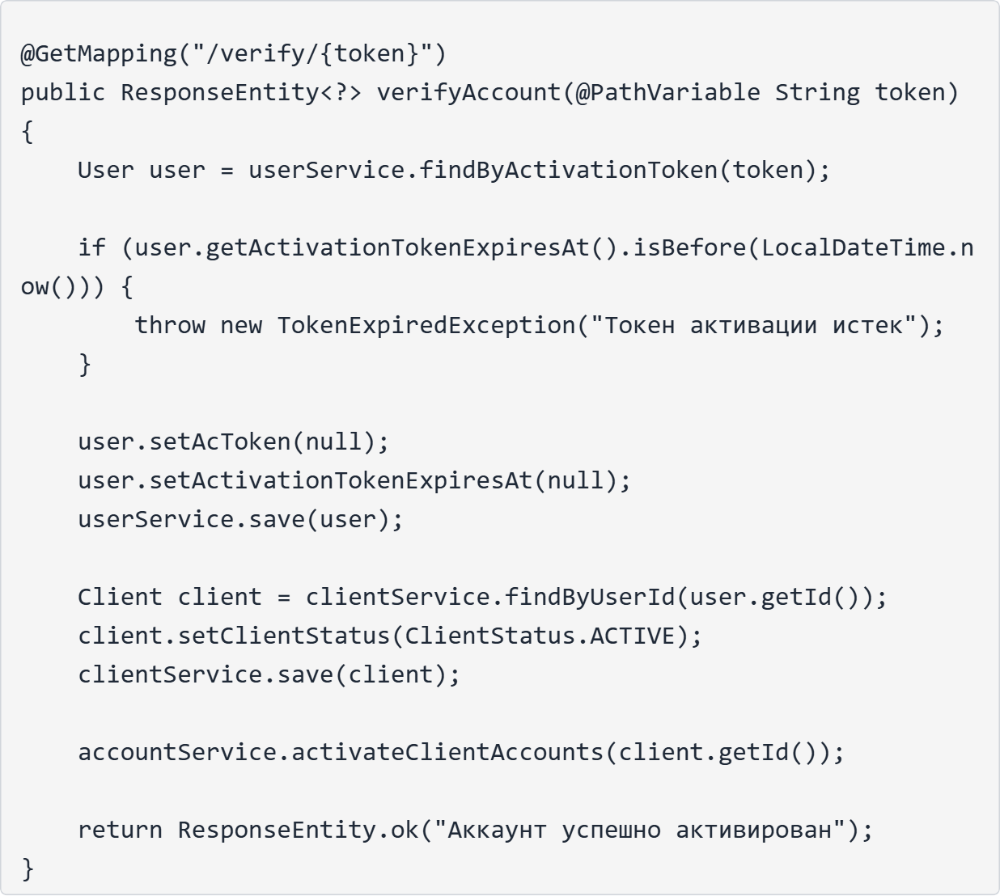 @GetMapping("/verify/{token}")
public ResponseEntity<?> verifyAccount(@PathVariable String token)
{
    User user = userService.findByActivationToken(token);

    if (user.getActivationTokenExpiresAt().isBefore(LocalDateTime.n
ow())) {
        throw new TokenExpiredException("Токен активации истек");
    }

    user.setAcToken(null);
    user.setActivationTokenExpiresAt(null);
    userService.save(user);

    Client client = clientService.findByUserId(user.getId());
    client.setClientStatus(ClientStatus.ACTIVE);
    clientService.save(client);

    accountService.activateClientAccounts(client.getId());

    return ResponseEntity.ok("Аккаунт успешно активирован");
}